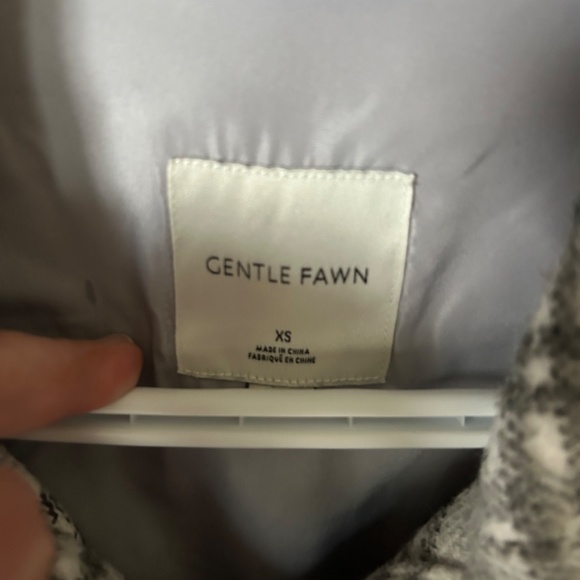 GENTLE FAWN
XS
MADE IN CHINA
FABRIQUÉ EN CHINE